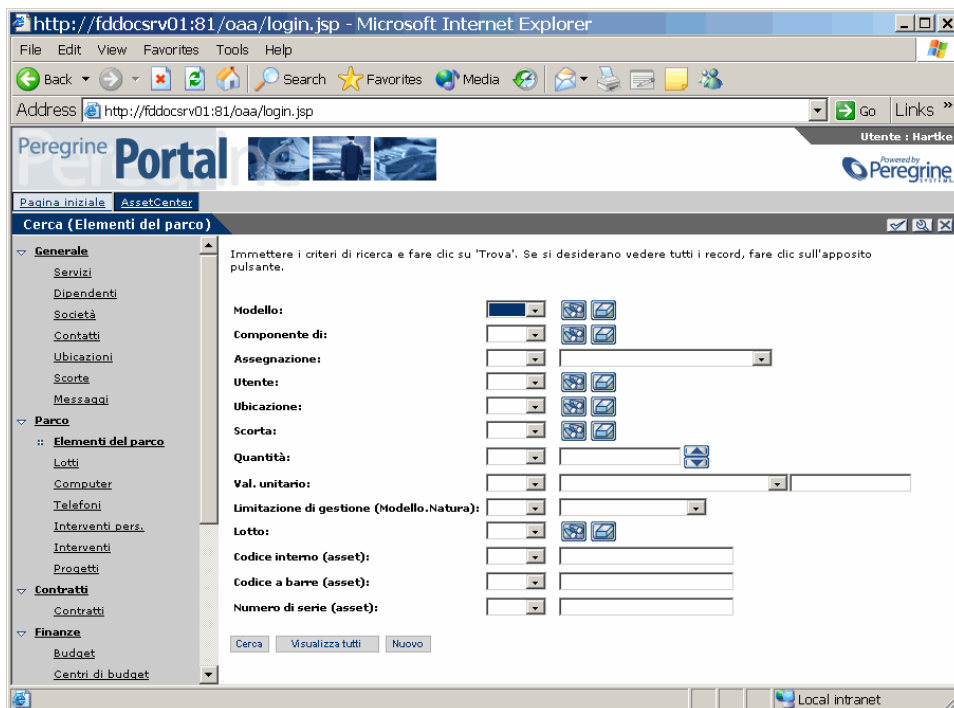 http://fddocsrv01:81/oaa/login.jsp - Microsoft Internet Explorer
File Edit View Favorites Tools Help
Back Search Favorites Media
Address http://fddocsrv01:81/oaa/login.jsp Go Links »
Peregrine Portal
Utente : Hartke
Powered by
Peregrine
SYSTEMS
Pagina iniziale AssetCenter
Cerca (Elementi del parco)
Generale
Servizi
Dipendenti
Società
Contatti
Ubicazioni
Scorte
Messaggi
Parco
Elementi del parco
Lotti
Computer
Telefoni
Interventi pers.
Interventi
Progetti
Contratti
Contratti
Finanze
Budget
Centri di budget
Immettere i criteri di ricerca e fare clic su 'Trova'. Se si desiderano vedere tutti i record, fare clic sull'apposito
pulsante.
Modello:
Componente di:
Assegnazione:
Utente:
Ubicazione:
Scorta:
Quantità:
Val. unitario:
Limitazione di gestione (Modello.Natura):
Lotto:
Codice interno (asset):
Codice a barre (asset):
Numero di serie (asset):
Cerca Visualizza tutti Nuovo
Local intranet